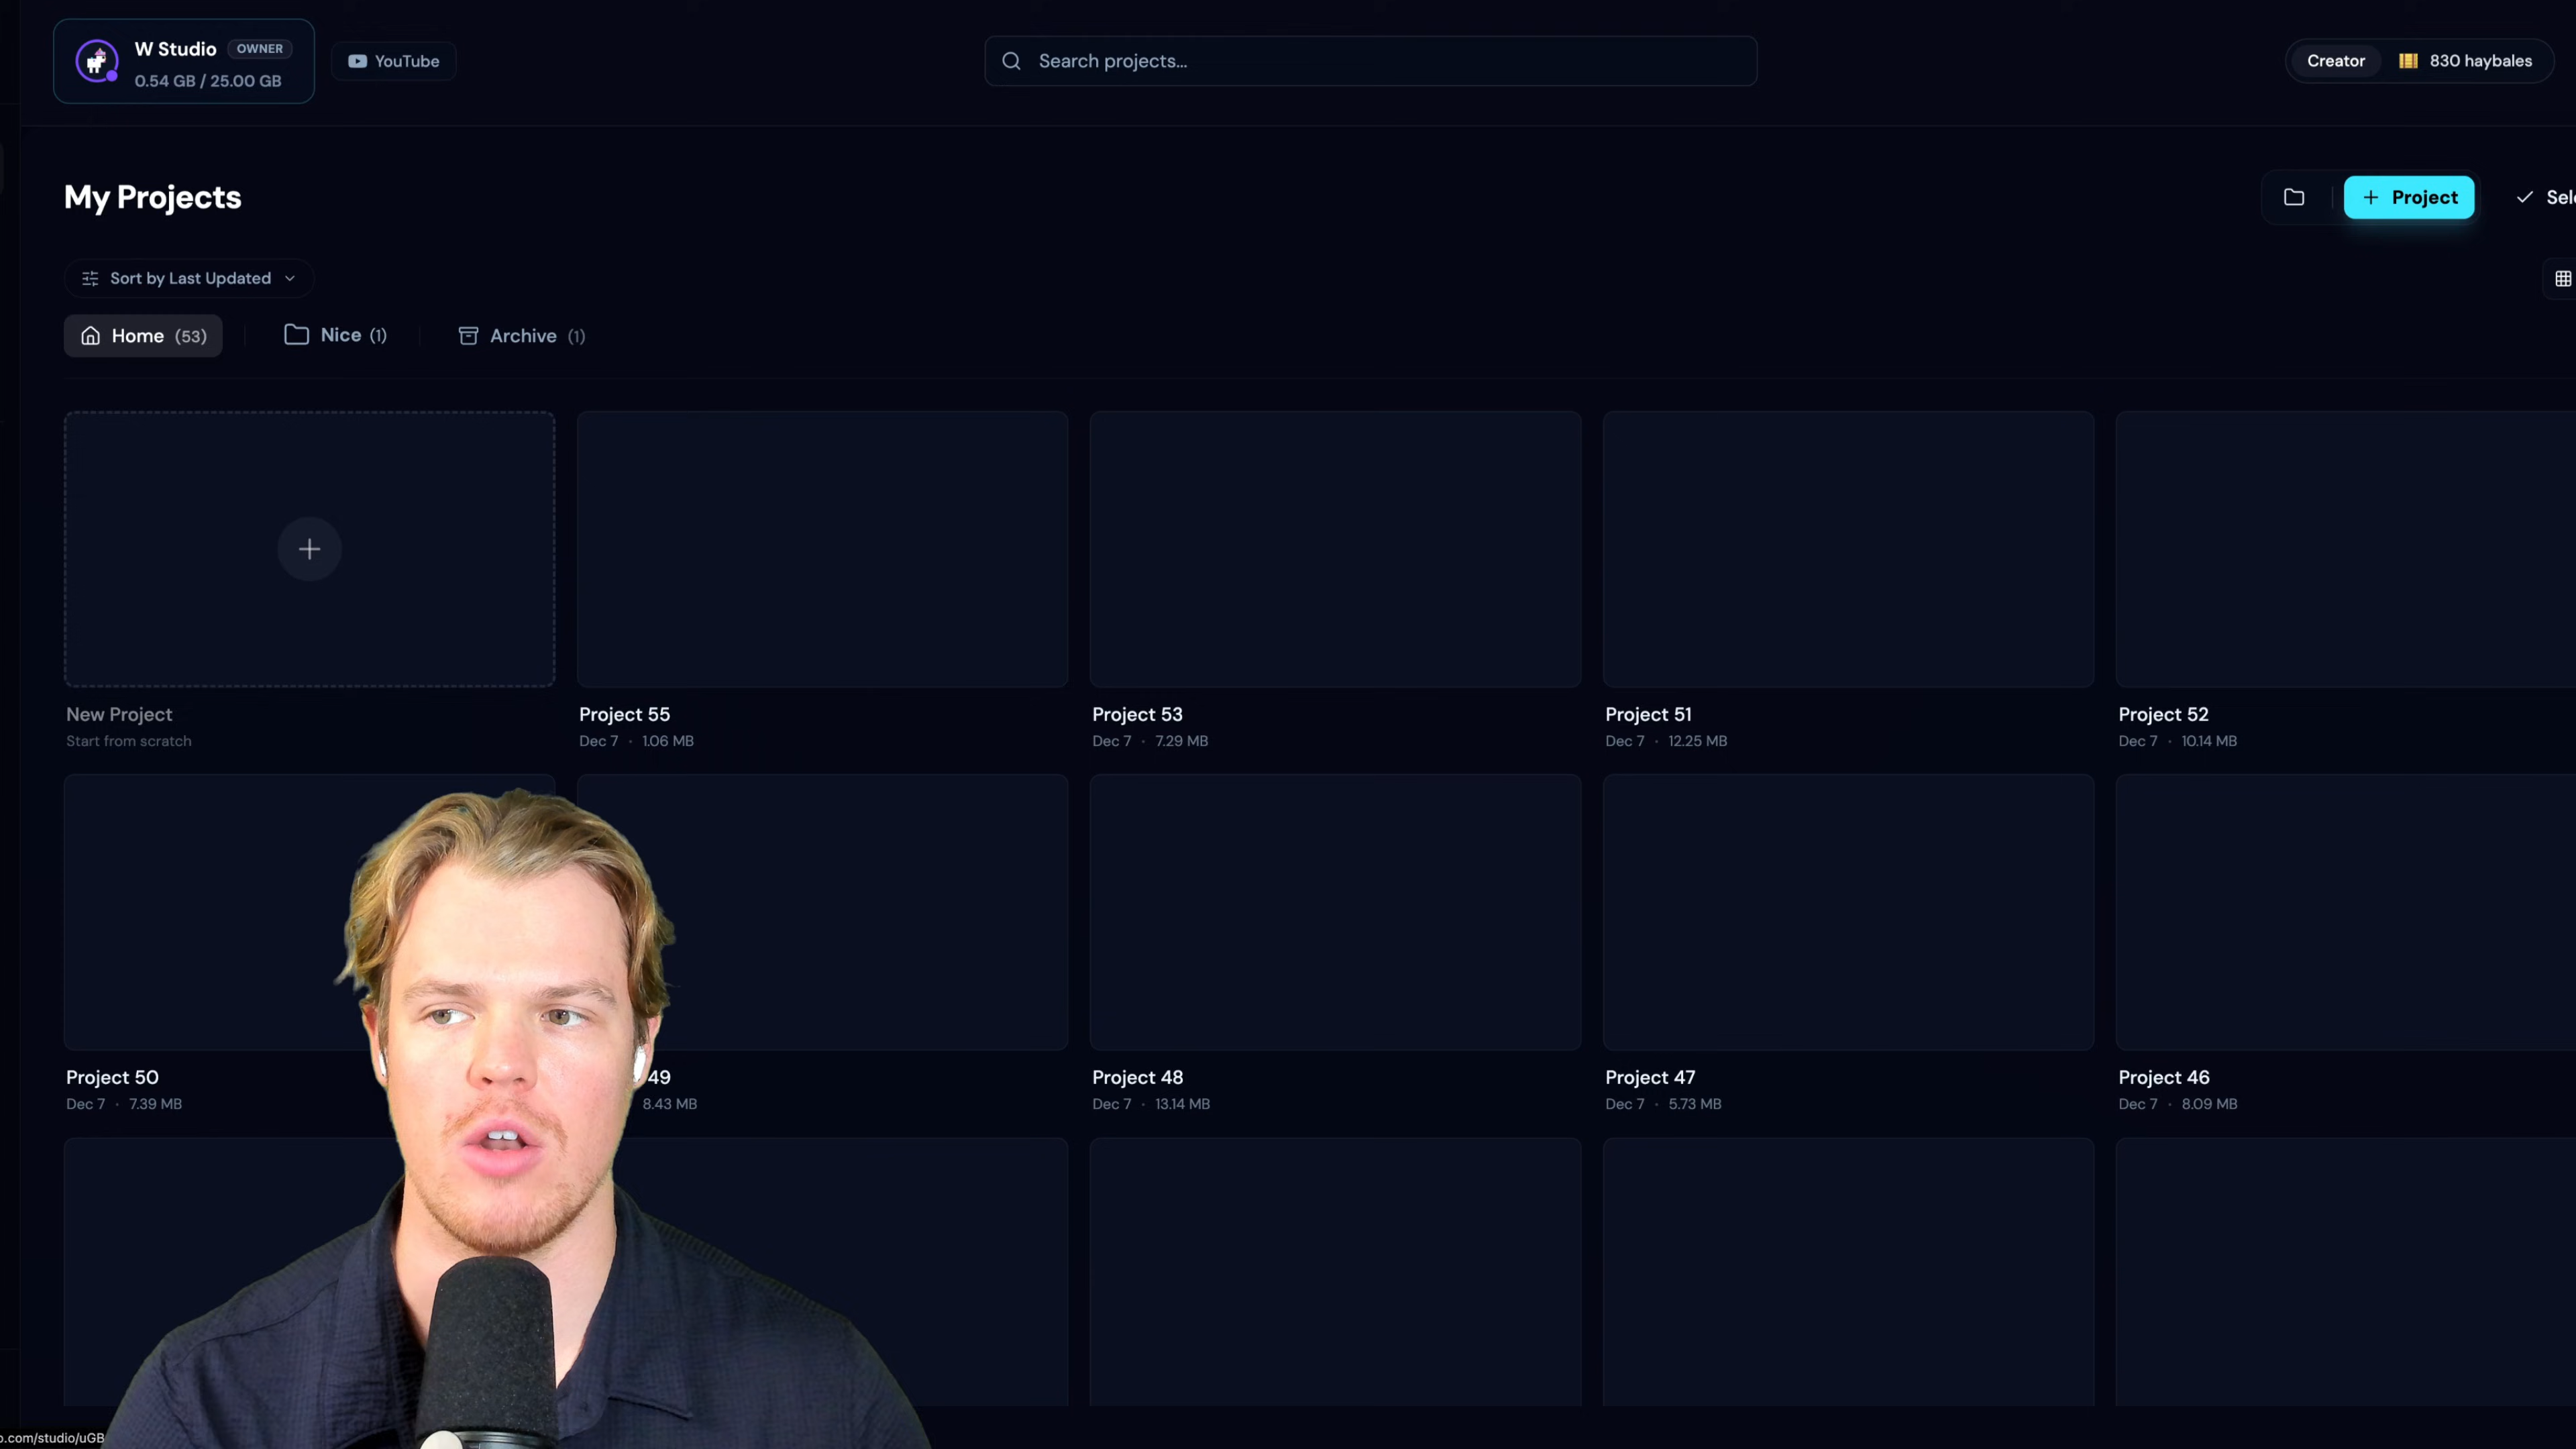 W Studio OWNER
0.54 GB / 25.00 GB
YouTube
Search projects...
Creator
830 haybales
My Projects
+ Project
Sele
Sort by Last Updated
Home (53)
Nice (1)
Archive (1)
New Project
Start from scratch
Project 55
Dec 7 · 1.06 MB
Project 53
Dec 7 · 7.29 MB
Project 51
Dec 7 · 12.25 MB
Project 52
Dec 7 · 10.14 MB
Project 50
Dec 7 · 7.39 MB
49
8.43 MB
Project 48
Dec 7 · 13.14 MB
Project 47
Dec 7 · 5.73 MB
Project 46
Dec 7 · 8.09 MB
o.com/studio/uGB